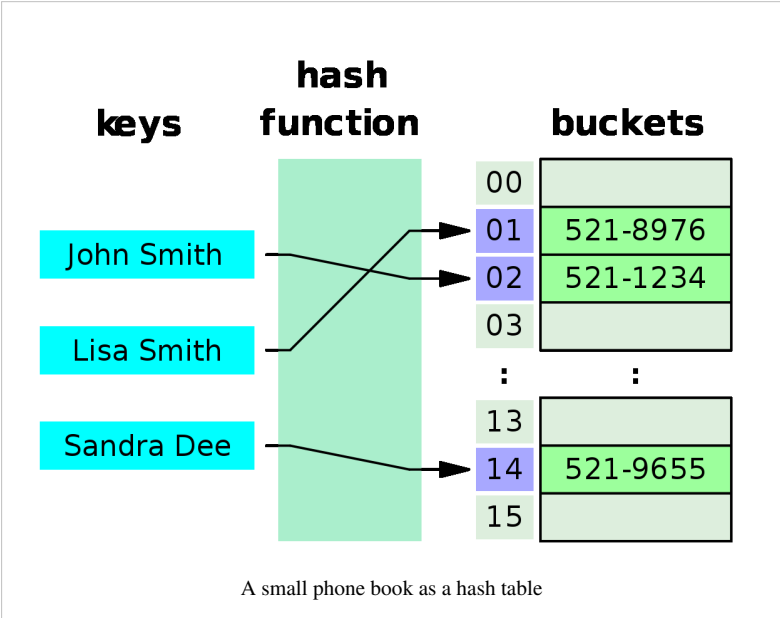 hash
keys function buckets
00
01 521-8976
John Smith
02 521-1234
03
Lisa Smith
: :
13
Sandra Dee
14 521-9655
15
A small phone book as a hash table